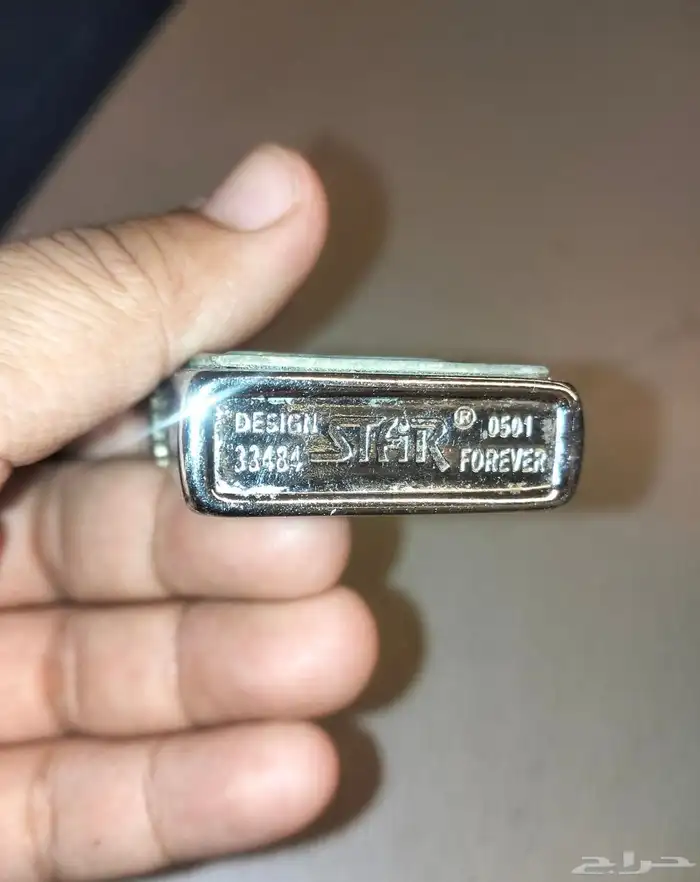 DESIGN STAR ® .0501
33484 FOREVER
حراج